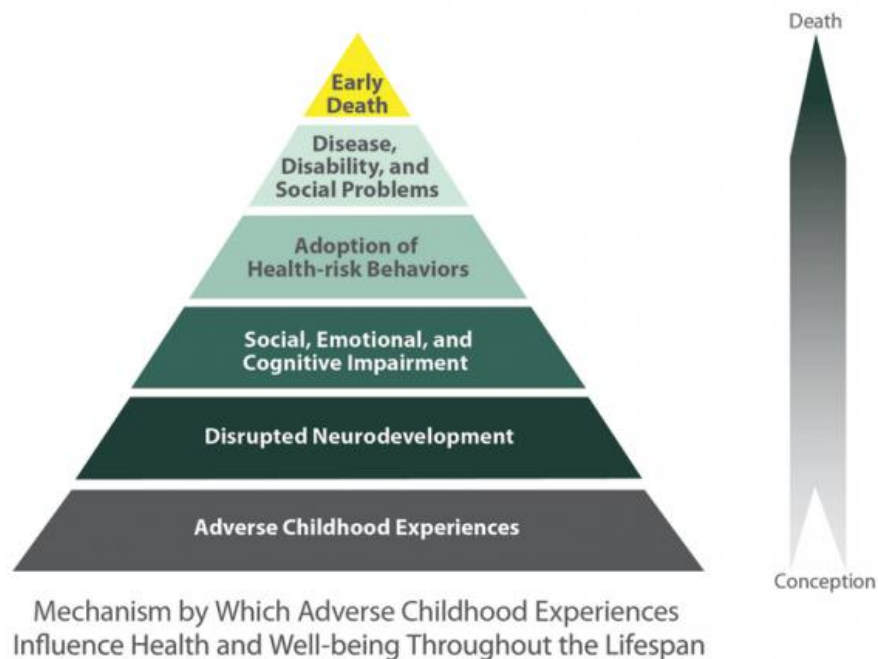 Death
Early
Death
Disease,
Disability, and
Social Problems
Adoption of
Health-risk Behaviors
Social, Emotional, and
Cognitive Impairment
Disrupted Neurodevelopment
Adverse Childhood Experiences
Conception
Mechanism by Which Adverse Childhood Experiences
Influence Health and Well-being Throughout the Lifespan